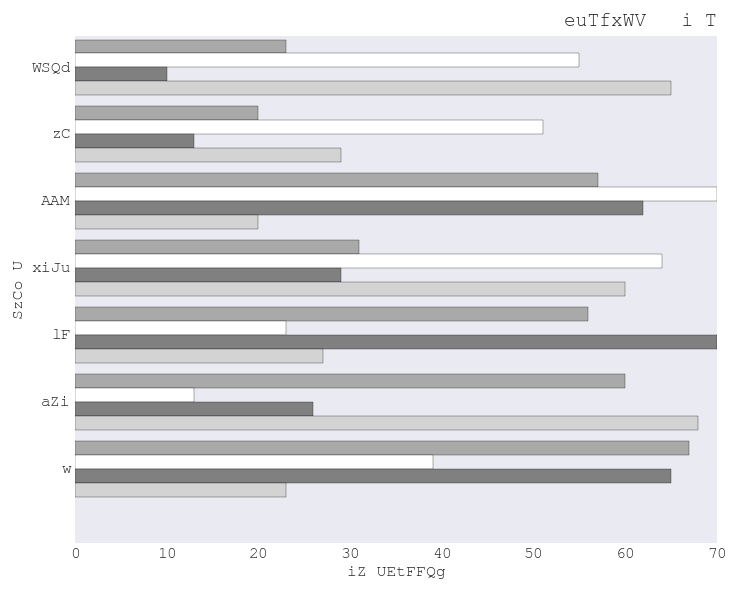 euTfxWV   i T
WSQd
zC
AAM
xiJu
lF
aZi
w
SzCo U
0 10 20 30 40 50 60 70
iZ UEtFFQg